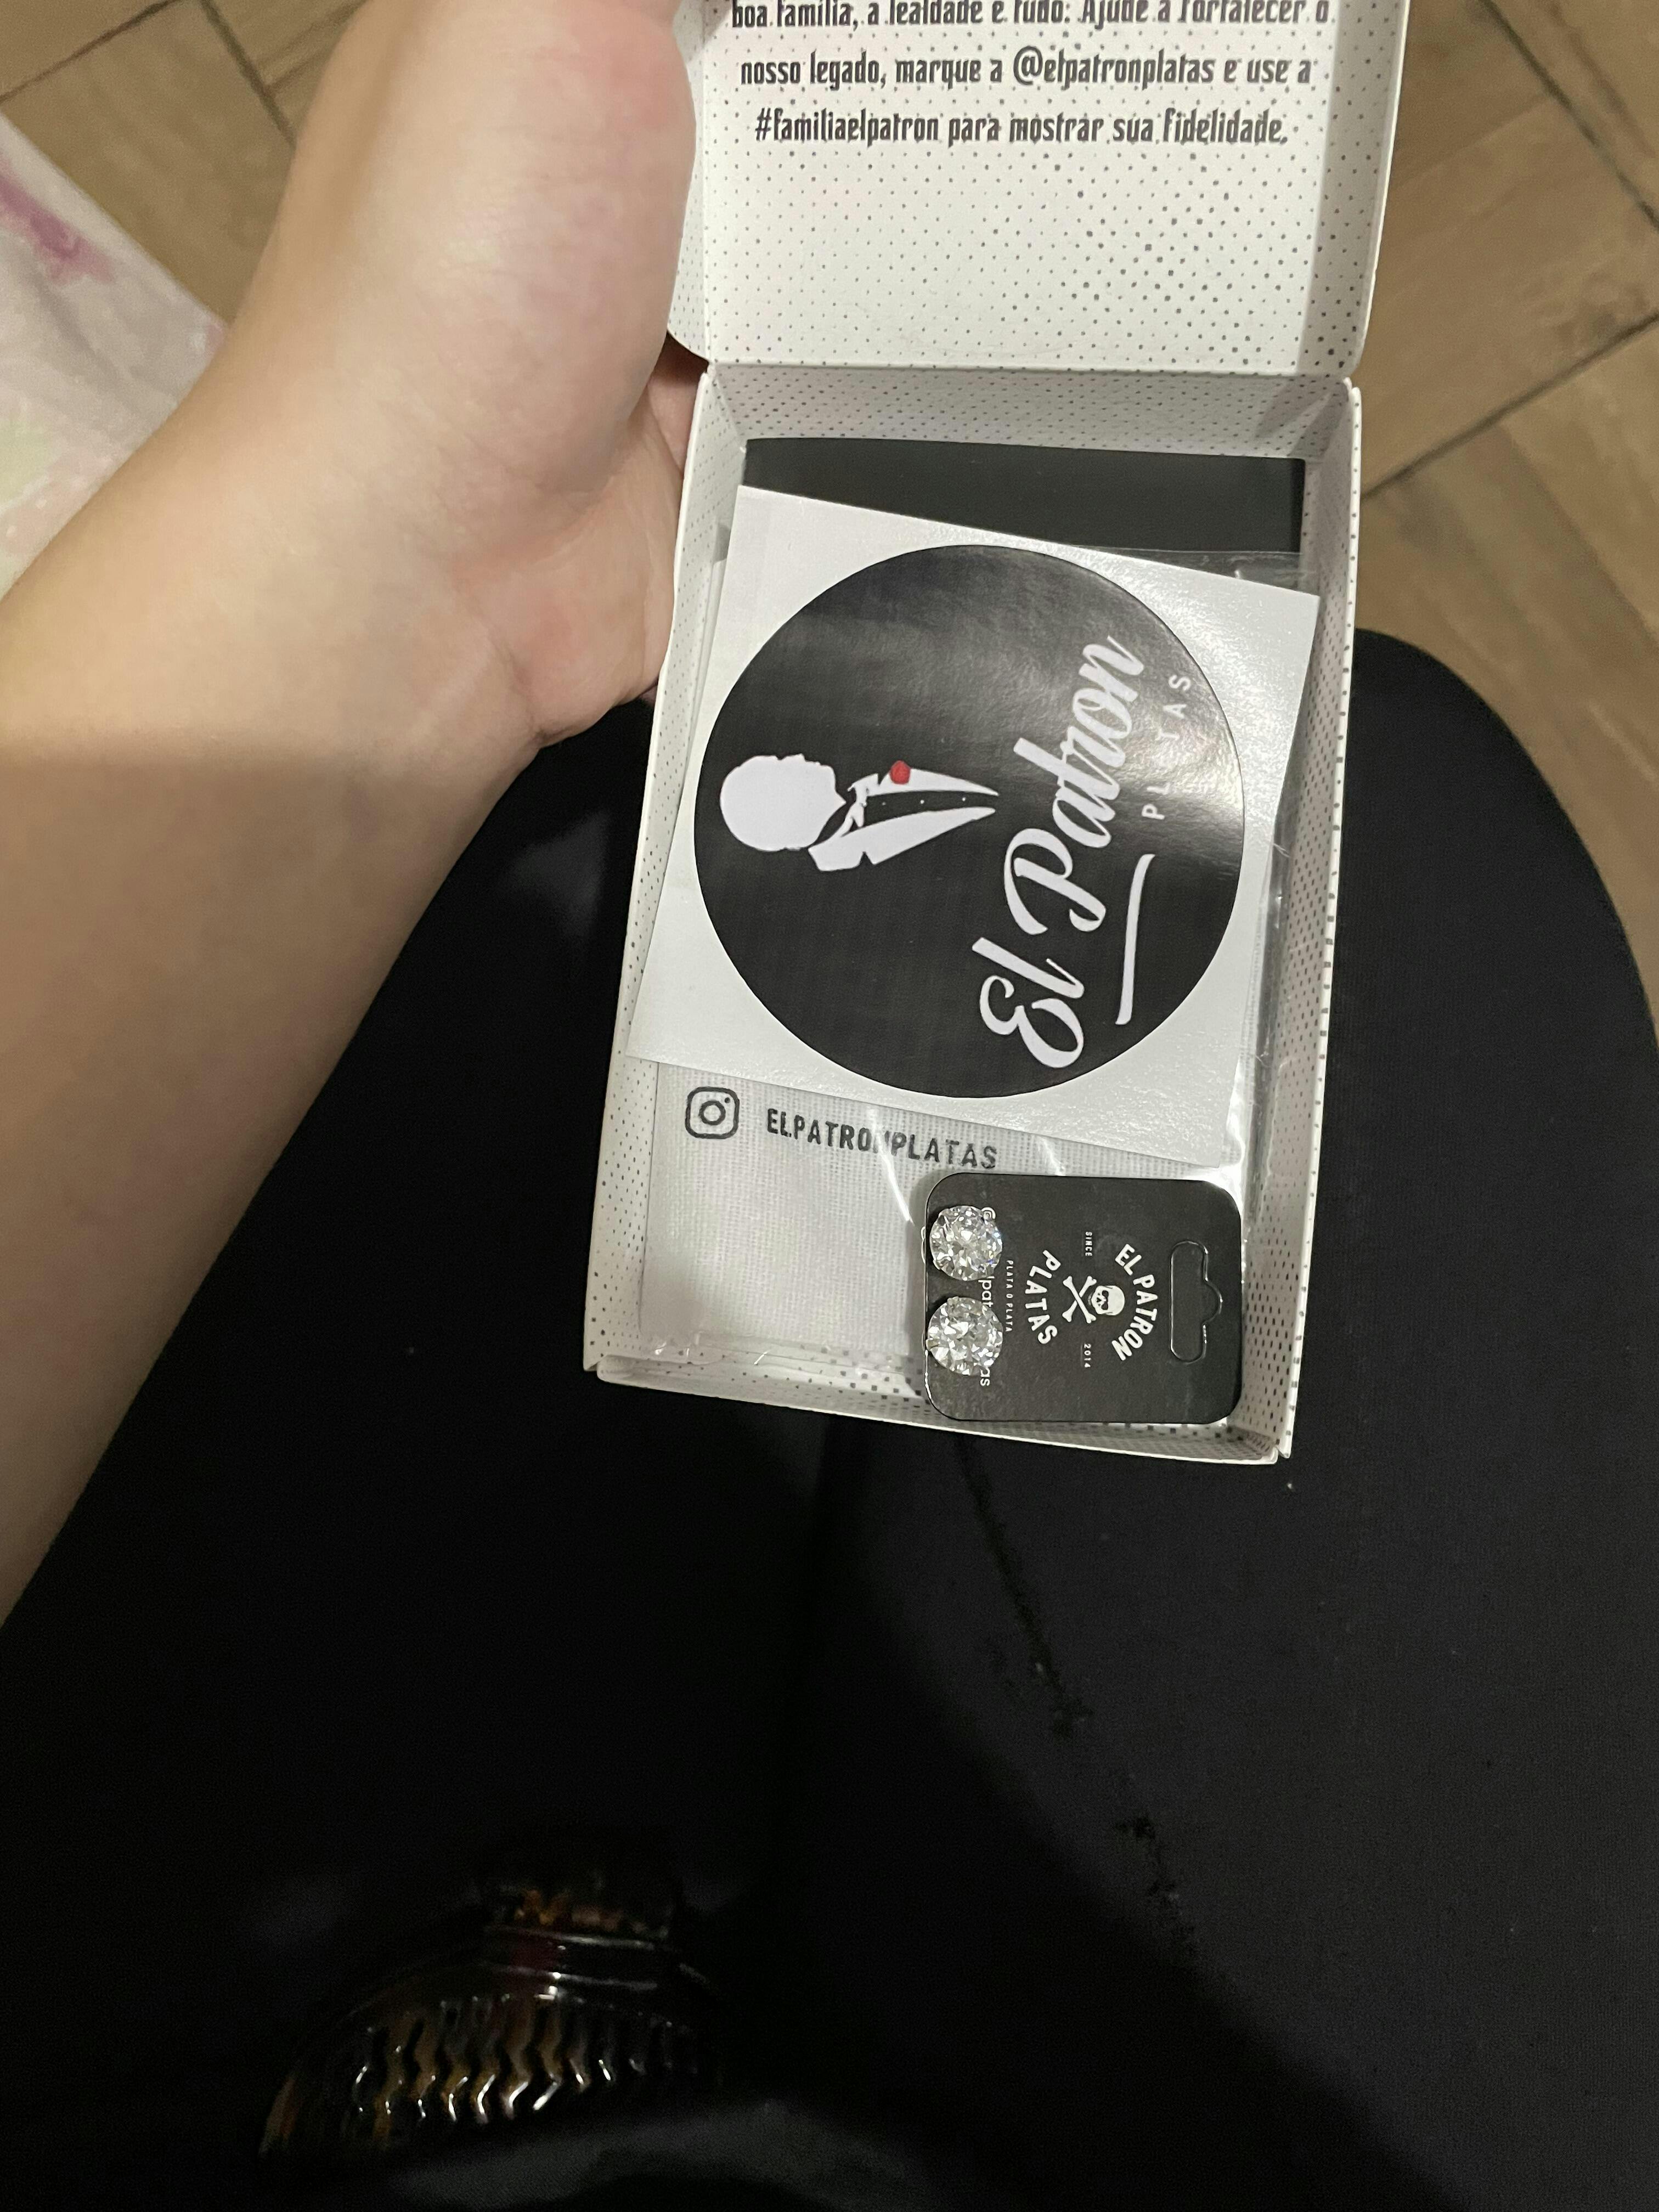 boa família, a lealdade é tudo: Ajude a fortalecer o
nosso legado, marque a @elpatronplatas e use a
#familiaelpatron para mostrar sua fidelidade.
El Patron
PLATAS
ELPATRONPLATAS
EL PATRON
SINCE
2014
PLATAS
PLATA O PLATA